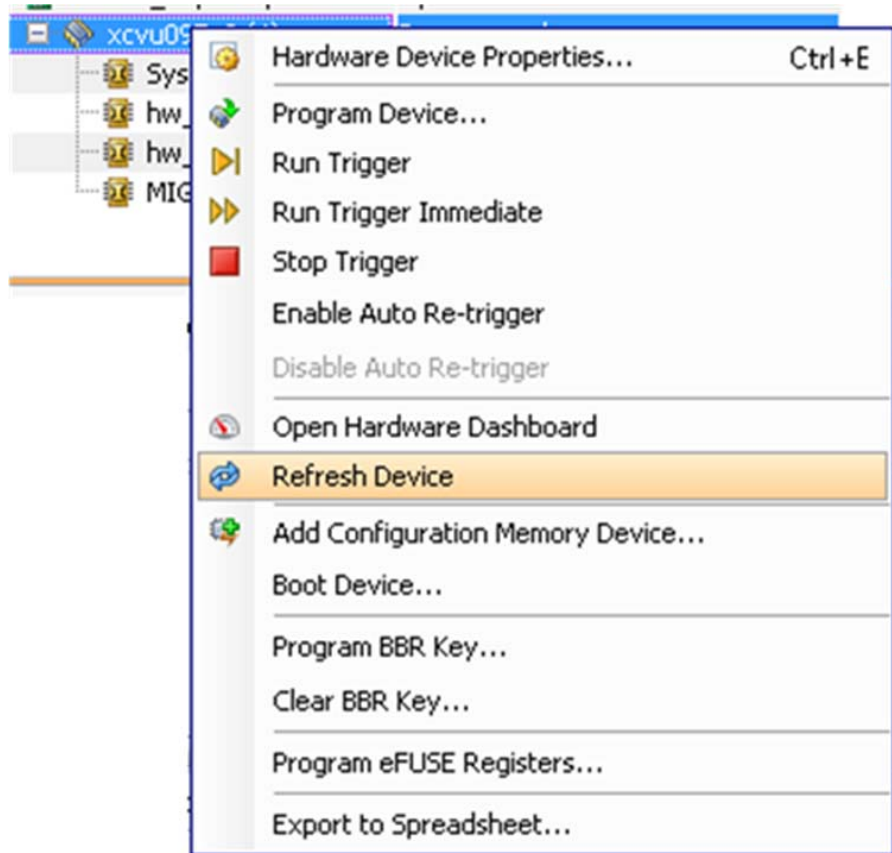 xcvu09
Sys
hw_
hw_
MIG
Hardware Device Properties... Ctrl+E
Program Device...
Run Trigger
Run Trigger Immediate
Stop Trigger
Enable Auto Re-trigger
Disable Auto Re-trigger
Open Hardware Dashboard
Refresh Device
Add Configuration Memory Device...
Boot Device...
Program BBR Key...
Clear BBR Key...
Program eFUSE Registers...
Export to Spreadsheet...